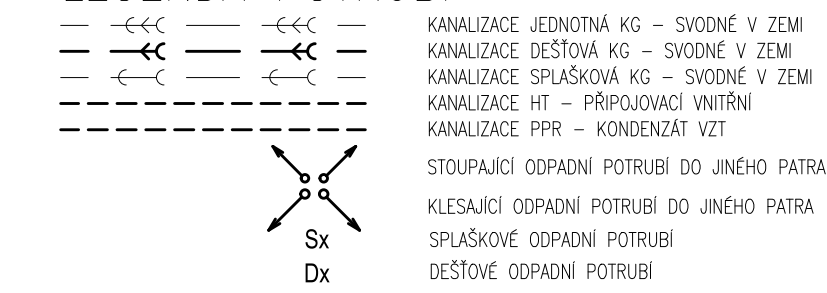 KANALIZACE JEDNOTNÁ KG – SVODNÉ V ZEMI
KANALIZACE DEŠŤOVÁ KG – SVODNÉ V ZEMI
KANALIZACE SPLAŠKOVÁ KG – SVODNÉ V ZEMI
KANALIZACE HT – PŘIPOJOVACÍ VNITŘNÍ
KANALIZACE PPR – KONDENZÁT VZT
STOUPAJÍCÍ ODPADNÍ POTRUBÍ DO JINÉHO PATRA
KLESAJÍCÍ ODPADNÍ POTRUBÍ DO JINÉHO PATRA
Sx SPLAŠKOVÉ ODPADNÍ POTRUBÍ
Dx DEŠŤOVÉ ODPADNÍ POTRUBÍ